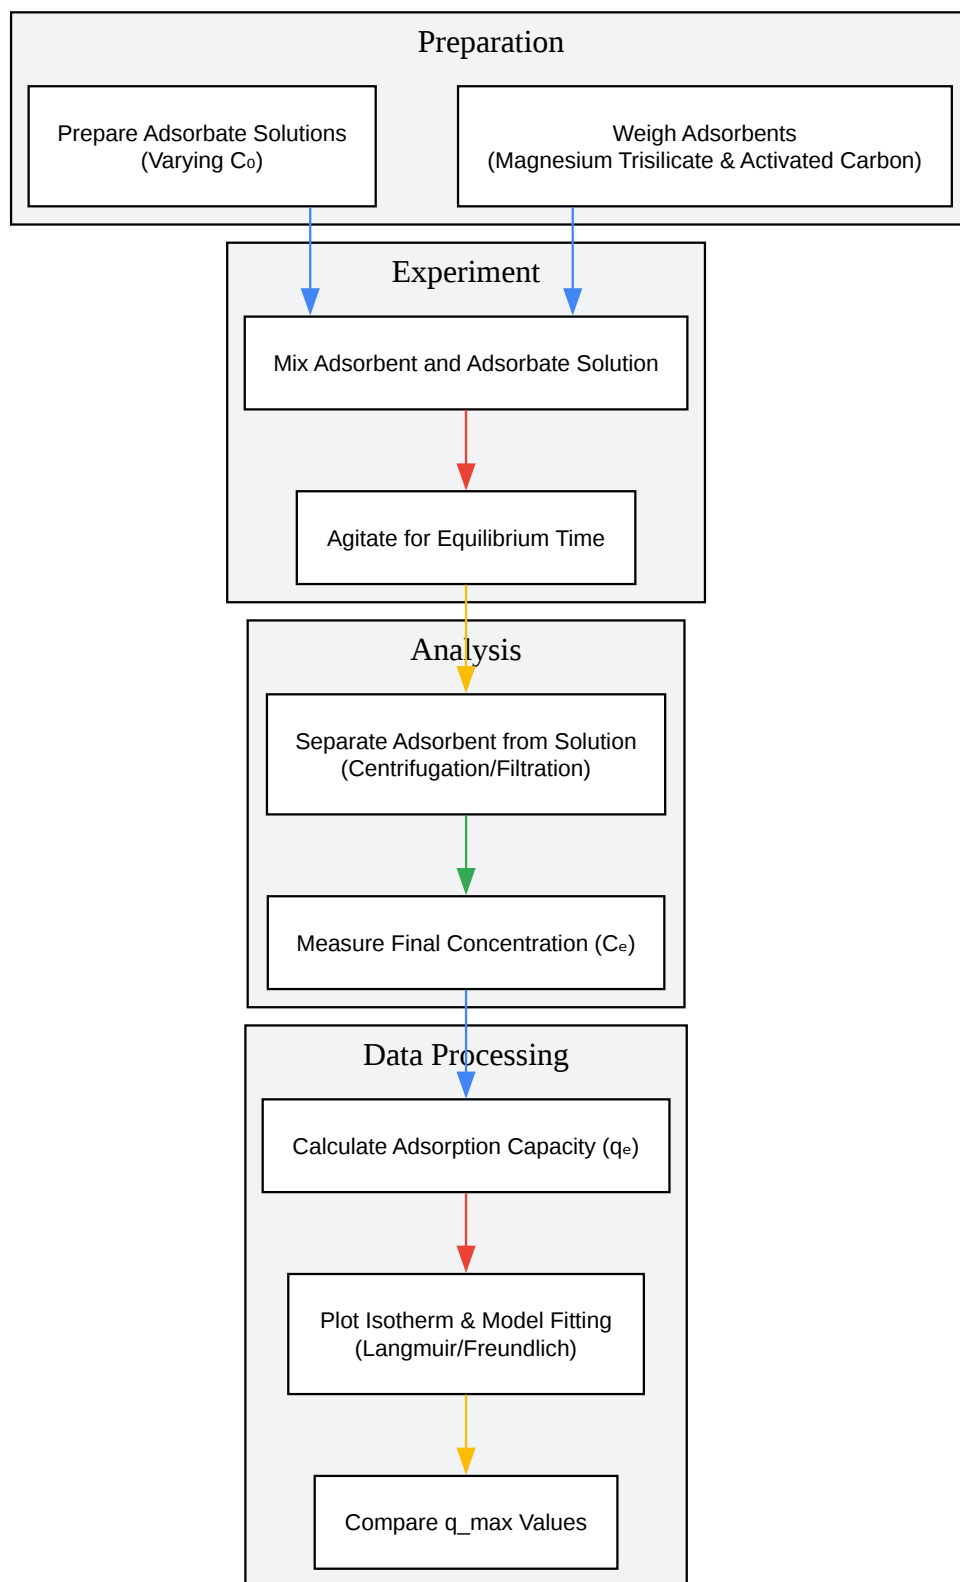 Preparation
Prepare Adsorbate Solutions
(Varying C₀)
Weigh Adsorbents
(Magnesium Trisilicate & Activated Carbon)
Experiment
Mix Adsorbent and Adsorbate Solution
Agitate for Equilibrium Time
Analysis
Separate Adsorbent from Solution
(Centrifugation/Filtration)
Measure Final Concentration (Cₑ)
Data Processing
Calculate Adsorption Capacity (qₑ)
Plot Isotherm & Model Fitting
(Langmuir/Freundlich)
Compare q_max Values